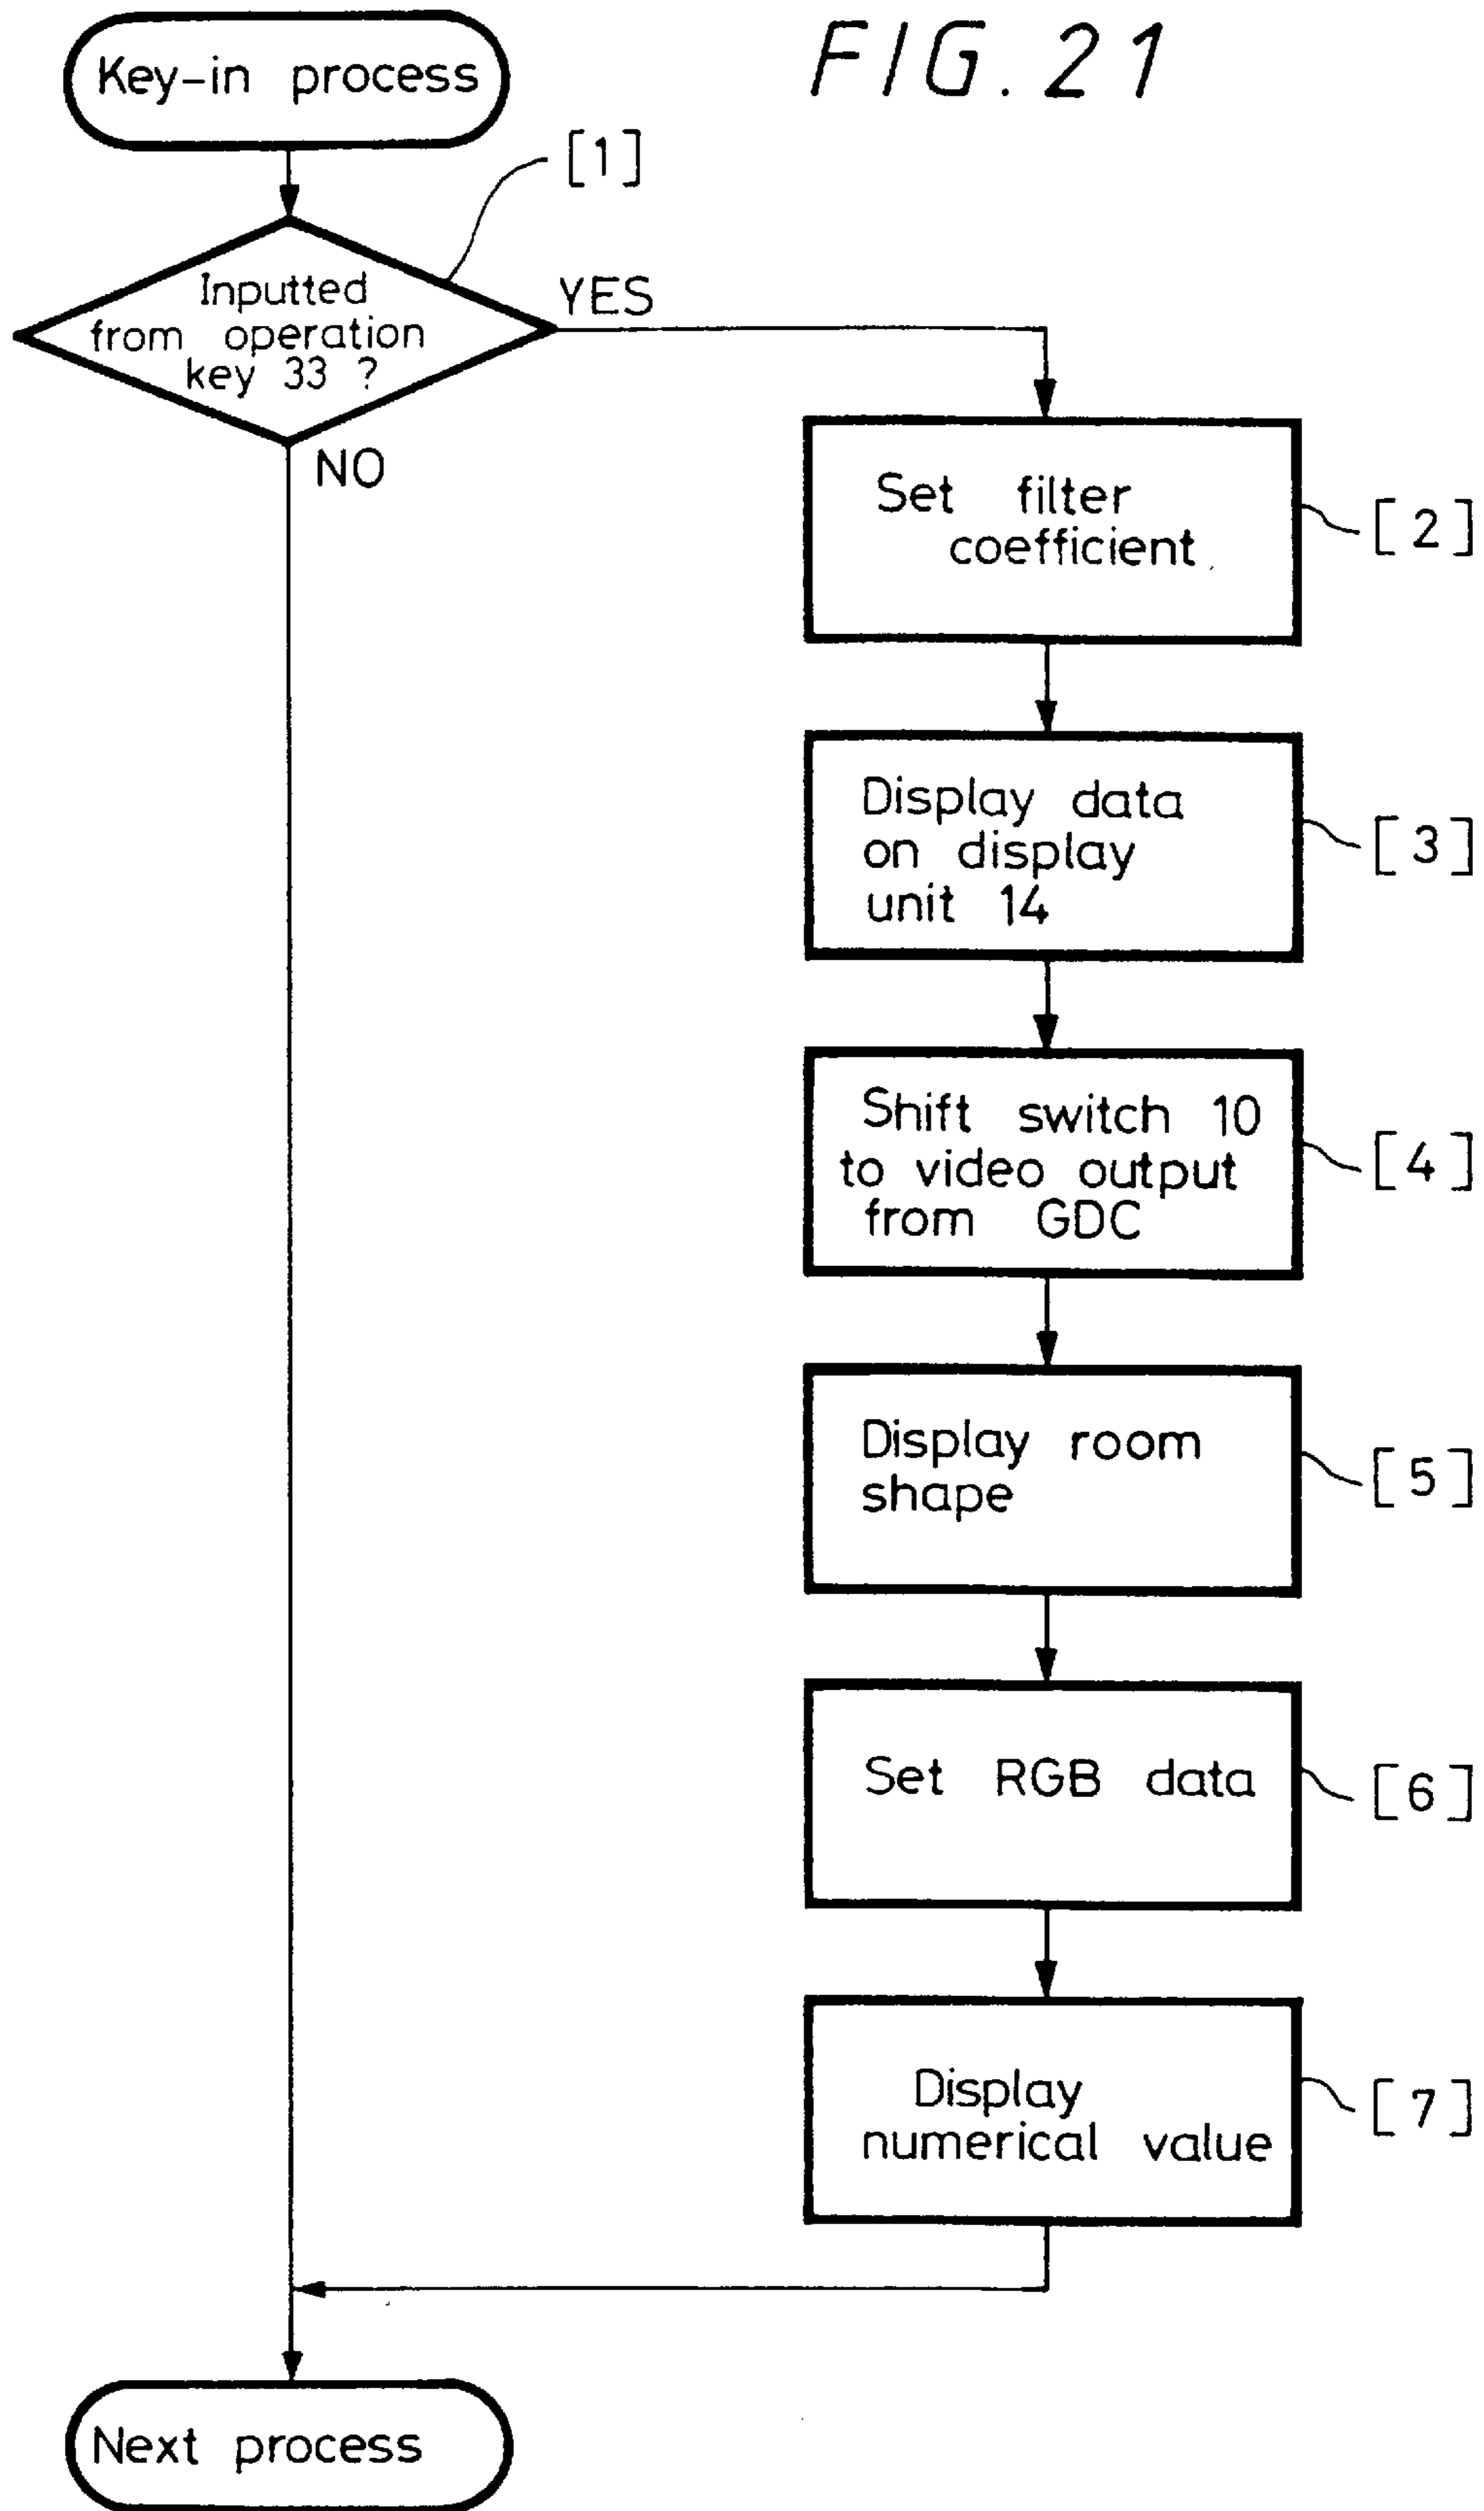 FIG. 21
Key-in process
[1]
Inputted
from operation
key 33 ?
YES
NO
Set filter
coefficient
[2]
Display data
on display
unit 14
[3]
Shift switch 10
to video output
from GDC
[4]
Display room
shape
[5]
Set RGB data
[6]
Display
numerical value
[7]
Next process